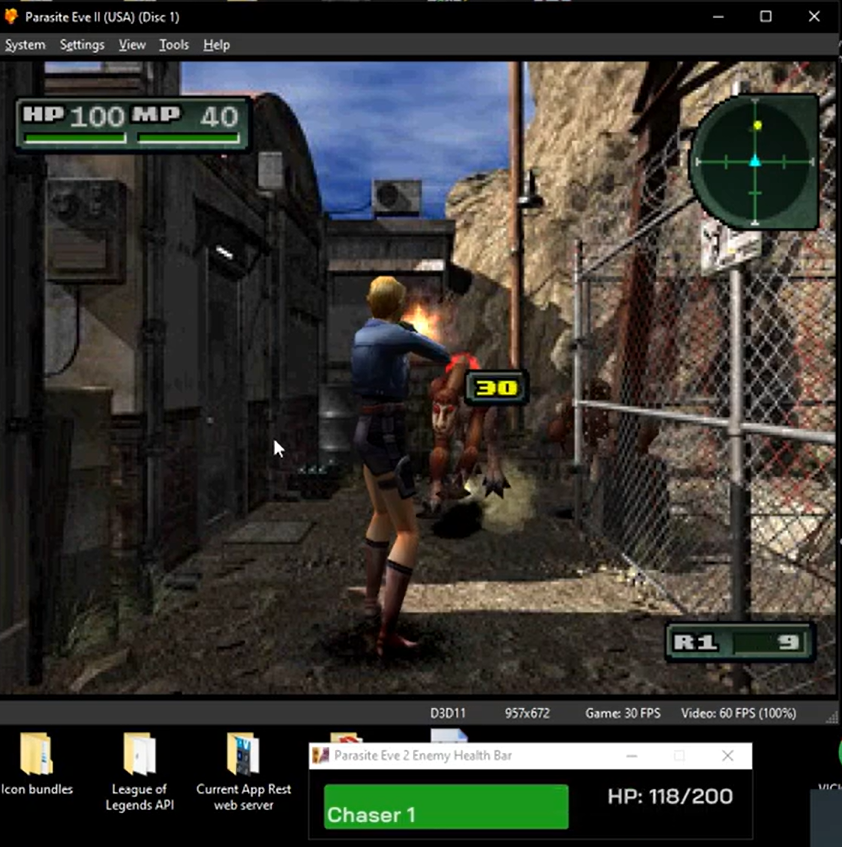 Parasite Eve II (USA) (Disc 1)
System Settings View Tools Help
HP 100 MP 40
30
R1 9
D3D11 957x672 Game: 30 FPS Video: 60 FPS (100%)
Icon bundles
League of
Legends API
Current App Rest
web server
Parasite Eve 2 Enemy Health Bar
Chaser 1
HP: 118/200